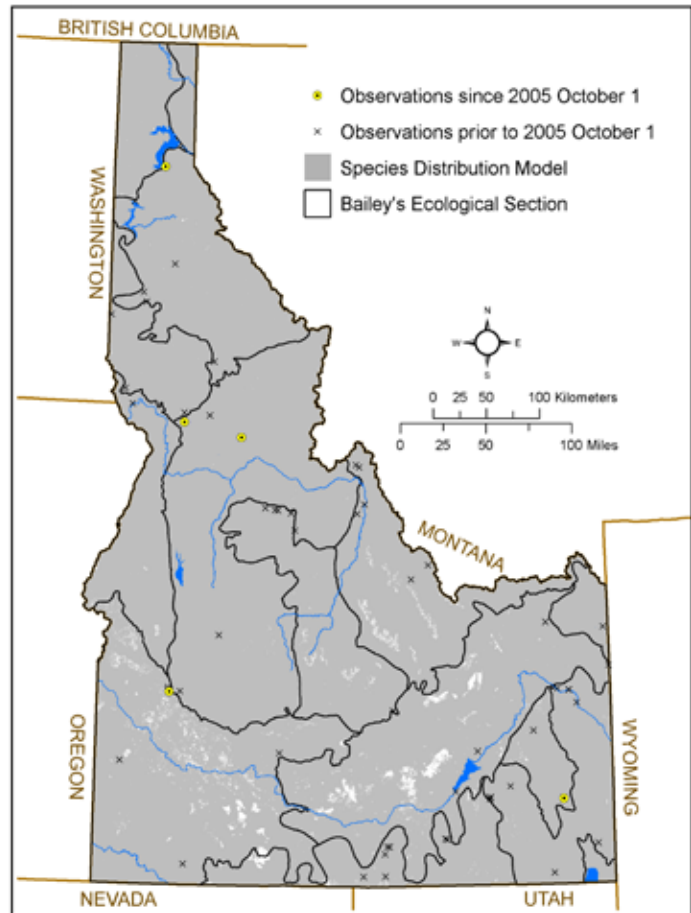 BRITISH COLUMBIA
Observations since 2005 October 1
Observations prior to 2005 October 1
Species Distribution Model
Bailey's Ecological Section
WASHINGTON
N
W E
S
0 25 50 100 Kilometers
0 25 50 100 Miles
MONTANA
OREGON
WYOMING
NEVADA
UTAH